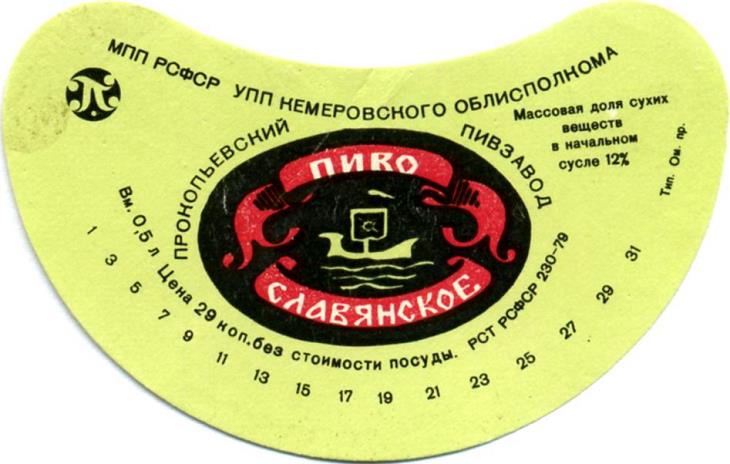 МПП РСФСР УПП КЕМЕРОВСКОГО ОБЛИСПОЛКОМА
ПРОКОПЬЕВСКИЙ ПИВЗАВОД
Массовая доля сухих
веществ
в начальном
сусле 12%
Тип. Ом. пр.
ПИВО
СЛАВЯНСКОЕ
Вм. 0,5 л Цена 29 коп. без стоимости посуды. РСТ РСФСР 230-79
1 3 5 7 9 11 13 15 17 19 21 23 25 27 29 31